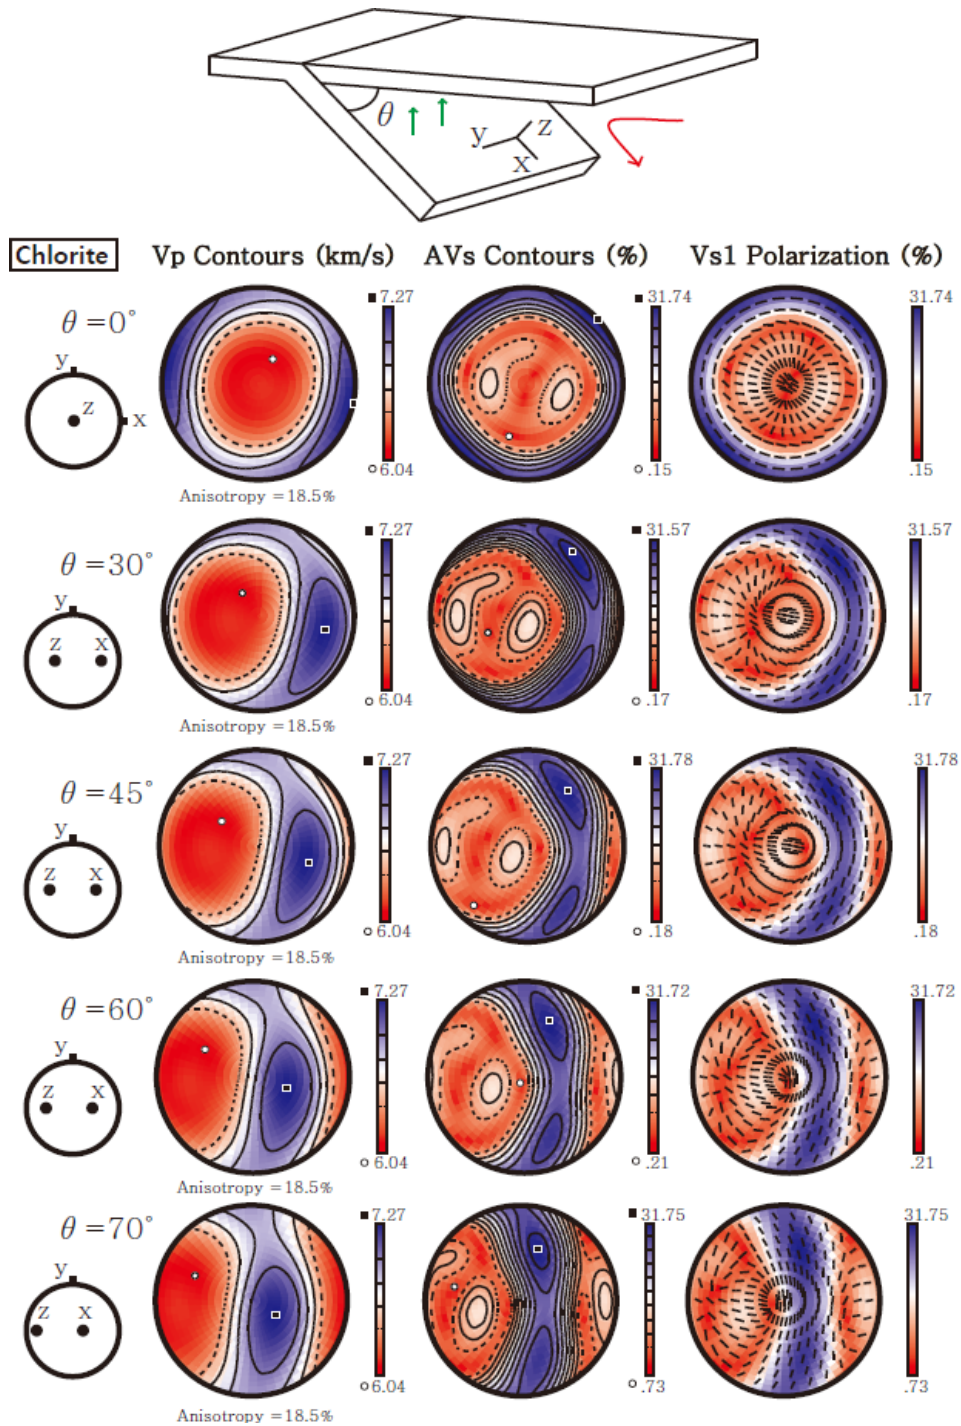 θ
y
z
x
Chlorite
Vp Contours (km/s)
AVs Contours (%)
Vs1 Polarization (%)
θ =0°
y
z
x
7.27
6.04
Anisotropy =18.5%
31.74
.15
31.74
.15
θ =30°
y
z
x
7.27
6.04
Anisotropy =18.5%
31.57
.17
31.57
.17
θ =45°
y
z
x
7.27
6.04
Anisotropy =18.5%
31.78
.18
31.78
.18
θ =60°
y
z
x
7.27
6.04
Anisotropy =18.5%
31.72
.21
31.72
.21
θ =70°
y
z
x
7.27
6.04
Anisotropy =18.5%
31.75
.73
31.75
.73